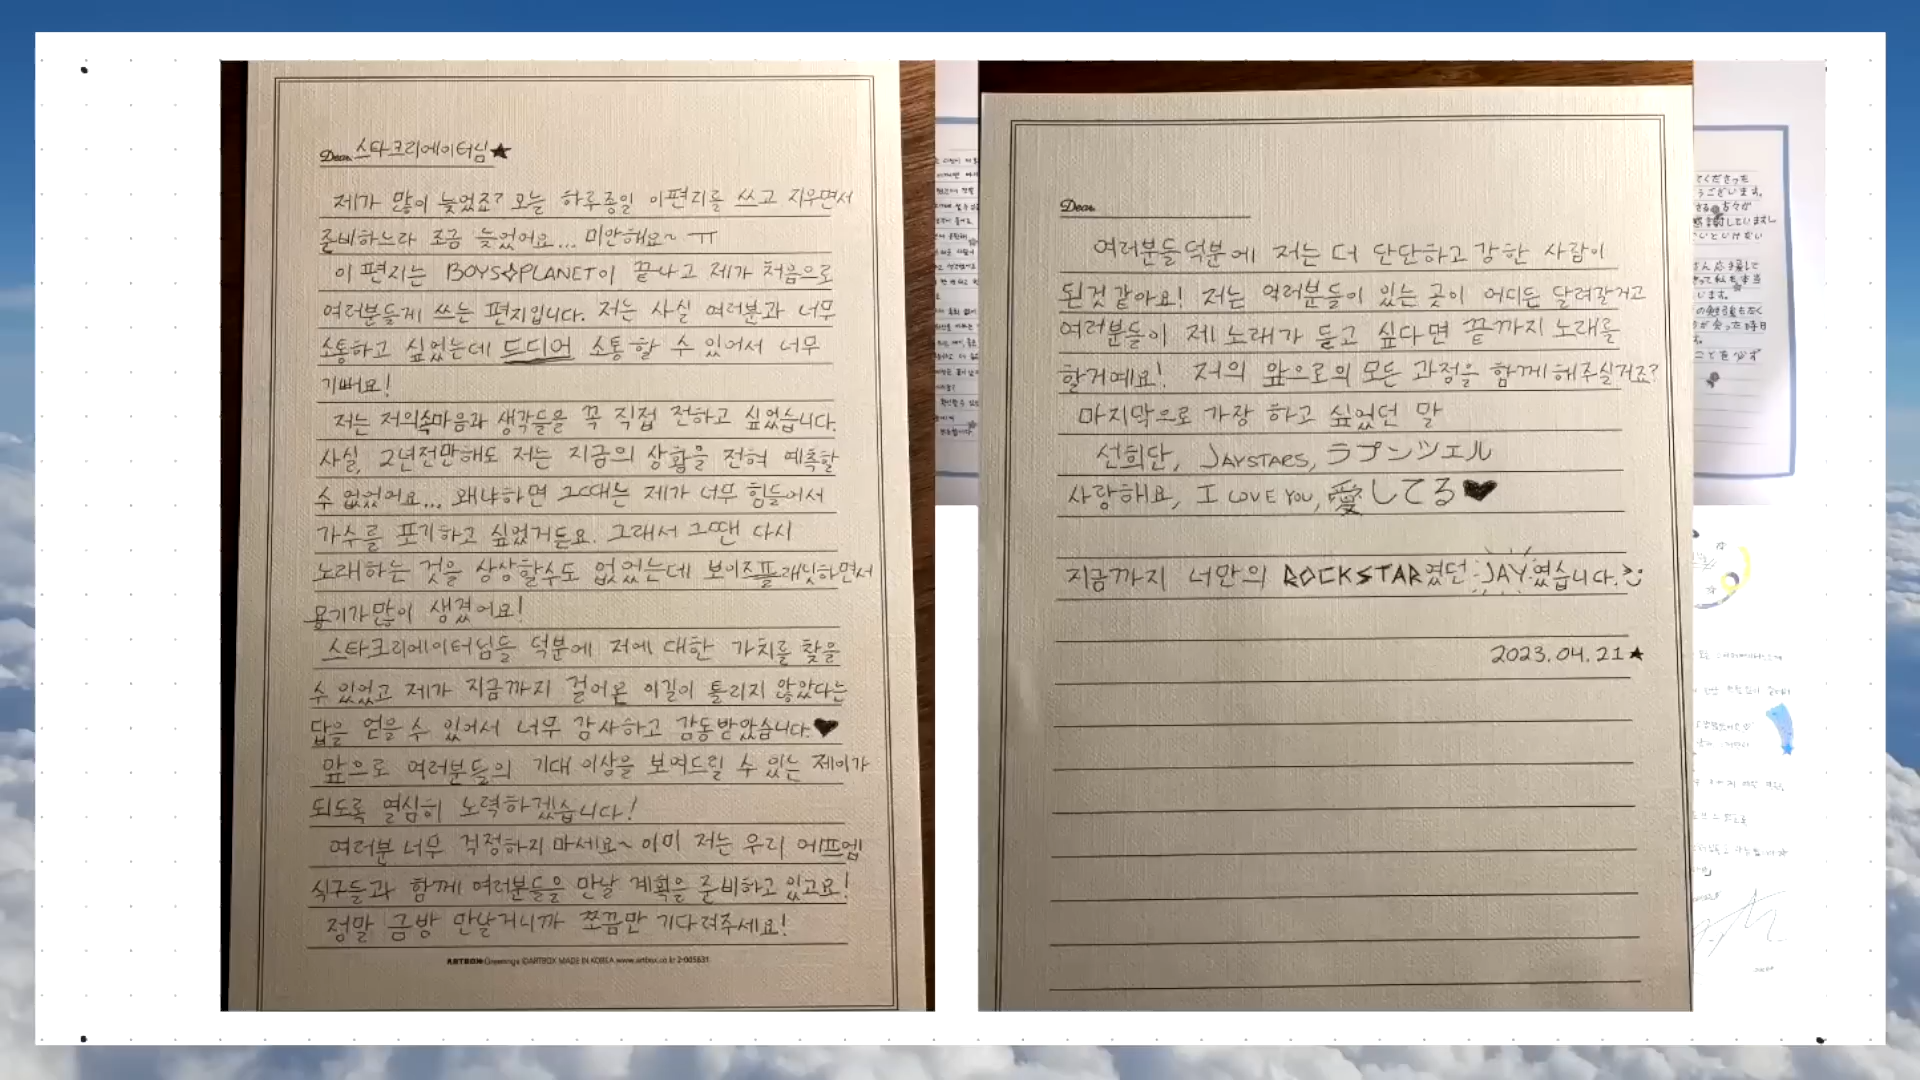 Dear 스타크리에이터님★
제가 많이 늦었죠? 오늘 하루종일 이편지를 쓰고 지우면서
준비하느라 조금 늦었어요... 미안해요~ ㅠ
이 편지는 BOYS PLANET이 끝나고 제가 처음으로
여러분들게 쓰는 편지입니다. 저는 사실 여러분과 너무
소통하고 싶었는데 드디어 소통 할 수 있어서 너무
기뻐요!
저는 저의속마음과 생각들을 꼭 직접 전하고 싶었습니다.
사실, 2년전만해도 저는 지금의 상황을 전혀 예측할
수 없었어요... 왜냐하면 그때는 제가 너무 힘들어서
가수를 포기하고 싶었거든요. 그래서 그땐 다시
노래하는 것을 상상할수도 없었는데 보이즈플래닛하면서
용기가많이 생겼어요!
스타크리에이터님들 덕분에 저에 대한 가치를 찾을
수 있었고 제가 지금까지 걸어온 이길이 틀리지 않았다는
답을 얻을 수 있어서 너무 감사하고 감동받았습니다.♥
앞으로 여러분들의 기대 이상을 보여드릴 수 있는 제이가
되도록 열심히 노력하겠습니다!
여러분 너무 걱정하지 마세요~ 이미 저는 우리 에프엠
식구들과 함께 여러분들을 만날 계획을 준비하고 있고요!
정말 금방 만날거니까 쪼끔만 기다려주세요!
ARTBOX Greetings ©ARTBOX MADE IN KOREA www.artbox.co.kr 2-005831
Dear
여러분들덕분에 저는 더 단단하고 강한 사람이
된것 같아요! 저는 여러분들이 있는 곳이 어디든 달려갈거고
여러분들이 제 노래가 듣고 싶다면 끝까지 노래를
할거예요! 저의 앞으로의 모든 과정을 함께해주실거죠?
마지막으로 가장 하고 싶었던 말
선희단, JAYSTARS, ラプンツェル
사랑해요, I LOVE YOU, 愛してる♥
지금까지 너만의 ROCKSTAR였던 JAY였습니다.
2023.04.21★